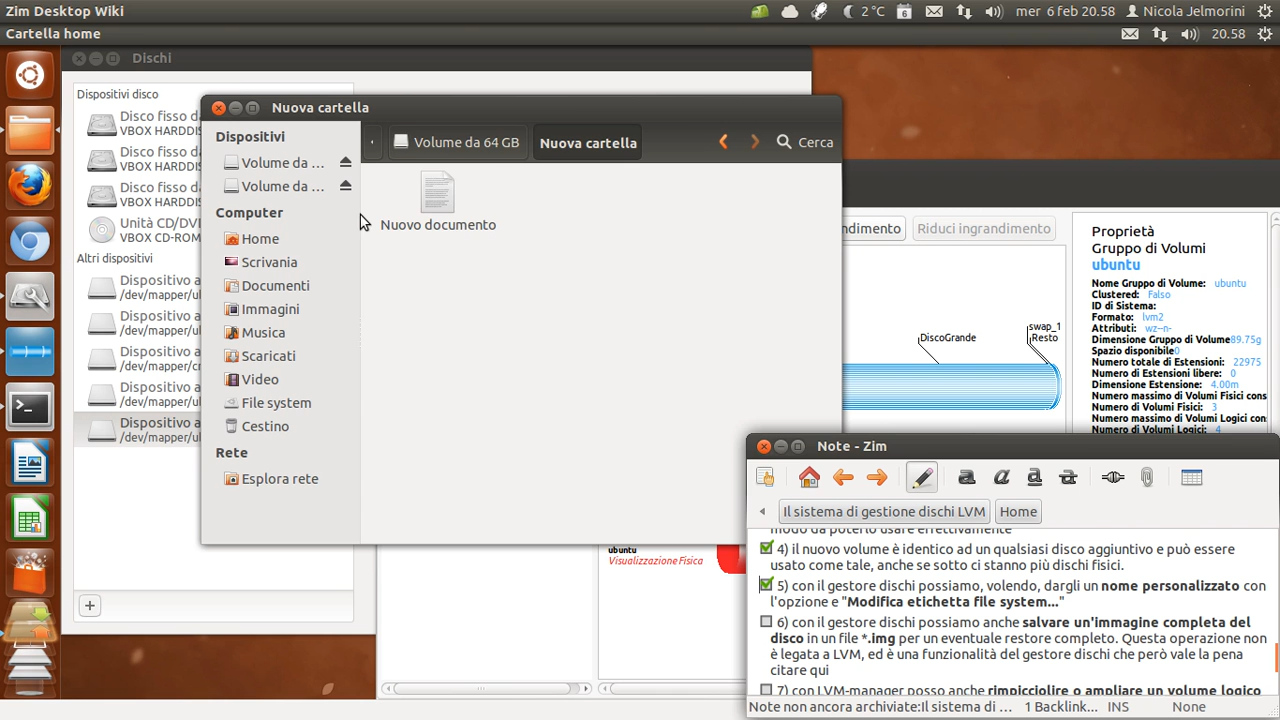 Zim Desktop Wiki
2 °C
6
mer 6 feb 20.58
Nicola Jelmorini
Cartella home
20.58
Dischi
Dispositivi disco
Disco fisso da
VBOX HARDDIS
Disco fisso da
VBOX HARDDIS
Disco fisso da
VBOX HARDDIS
Unità CD/DVI
VBOX CD-ROM
Altri dispositivi
Dispositivo a
/dev/mapper/ul
Dispositivo a
/dev/mapper/ul
Dispositivo a
/dev/mapper/cr
Dispositivo a
/dev/mapper/ul
Dispositivo a
/dev/mapper/ul
Nuova cartella
Dispositivi
Volume da ...
Volume da ...
Computer
Home
Scrivania
Documenti
Immagini
Musica
Scaricati
Video
File system
Cestino
Rete
Esplora rete
Volume da 64 GB
Nuova cartella
Cerca
Nuovo documento
ndimento
Riduci ingrandimento
DiscoGrande
swap_1
Resto
ubuntu
Visualizzazione Fisica
Proprietà
Gruppo di Volumi
ubuntu
Nome Gruppo di Volume: ubuntu
Clustered: Falso
ID di Sistema:
Formato: lvm2
Attributi: wz--n-
Dimensione Gruppo di Volume 89.75g
Spazio disponibile 0
Numero totale di Estensioni: 22975
Numero di Estensioni libere: 0
Dimensione Estensione: 4.00m
Numero massimo di Volumi Fisici cons
Numero di Volumi Fisici: 3
Numero massimo di Volumi Logici con
Numero di Volumi Logici: 4
Note - Zim
Il sistema di gestione dischi LVM
Home
modo da poterlo usare effettivamente
4) il nuovo volume è identico ad un qualsiasi disco aggiuntivo e può essere
usato come tale, anche se sotto ci stanno più dischi fisici.
5) con il gestore dischi possiamo, volendo, dargli un nome personalizzato con
l'opzione e "Modifica etichetta file system..."
6) con il gestore dischi possiamo anche salvare un'immagine completa del
disco in un file *.img per un eventuale restore completo. Questa operazione non
è legata a LVM, ed è una funzionalità del gestore dischi che però vale la pena
citare qui
7) con LVM-manager posso anche rimpicciolire o ampliare un volume logico
Note non ancora archiviate:Il sistema di ...
1 Backlink...
INS
None